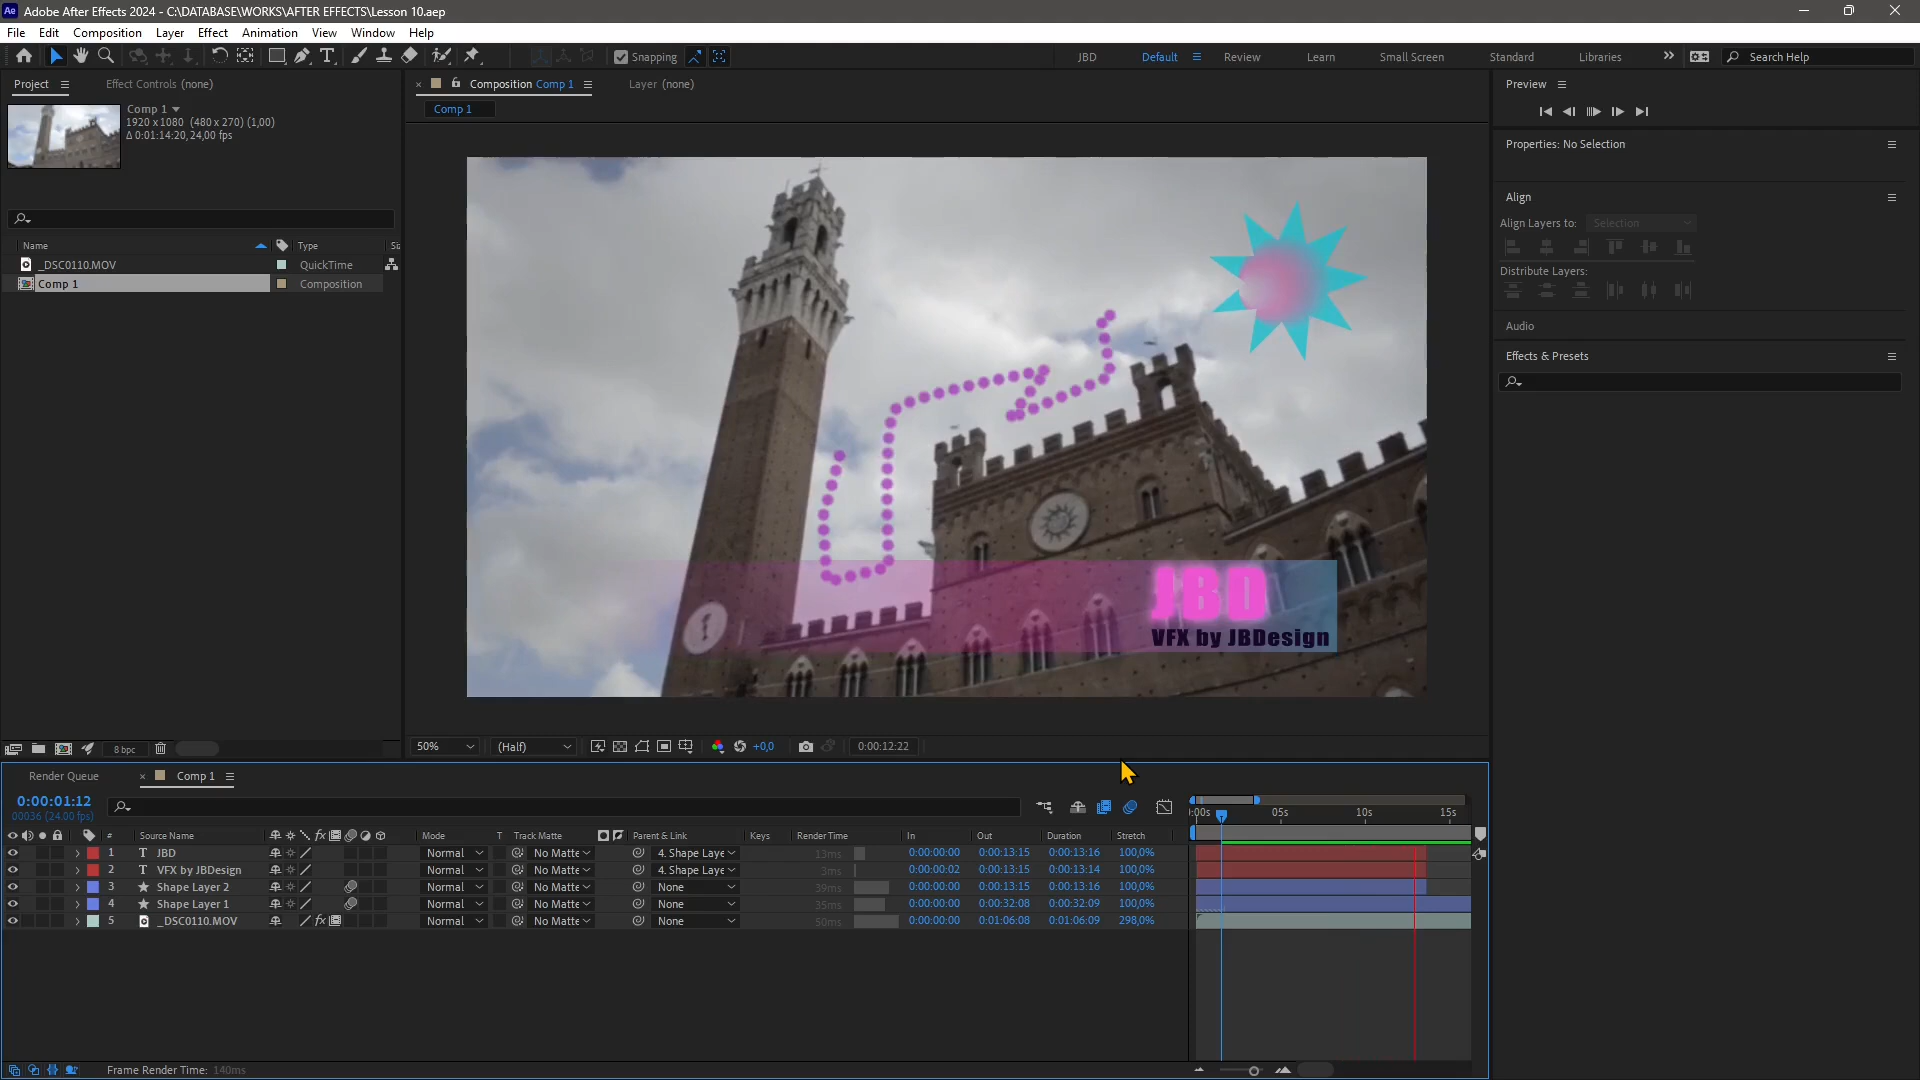 Adobe After Effects 2024 - C:\DATABASE\WORKS\AFTER EFFECTS\Lesson 10.aep
File Edit Composition Layer Effect Animation View Window Help
Snapping
JBD Default Review Learn Small Screen Standard Libraries Search Help
Project Effect Controls (none)
Composition Comp 1 Layer (none)
Preview
Comp 1
1920 x 1080 (480 x 270) (1,00)
Δ 0:01:14:20, 24,00 fps
Comp 1
Properties: No Selection
Align
Align Layers to: Selection
Distribute Layers:
Audio
Effects & Presets
Name Type
_DSC0110.MOV QuickTime
Comp 1 Composition
JBD
VFX by JBDesign
8 bpc
50% (Half) +0,0 0:00:12:22
Render Queue Comp 1
0:00:01:12
00036 (24.00 fps)
:00s 05s 10s 15s
# Source Name Mode T Track Matte Parent & Link Keys Render Time In Out Duration Stretch
1 T JBD Normal No Matte 4. Shape Laye 13ms 0:00:00:00 0:00:13:15 0:00:13:16 100,0%
2 T VFX by JBDesign Normal No Matte 4. Shape Laye 3ms 0:00:00:02 0:00:13:15 0:00:13:14 100,0%
3 Shape Layer 2 Normal No Matte None 39ms 0:00:00:00 0:00:13:15 0:00:13:16 100,0%
4 Shape Layer 1 Normal No Matte None 35ms 0:00:00:00 0:00:32:08 0:00:32:09 100,0%
5 _DSC0110.MOV Normal No Matte None 50ms 0:00:00:00 0:01:06:08 0:01:06:09 298,0%
Frame Render Time: 140ms